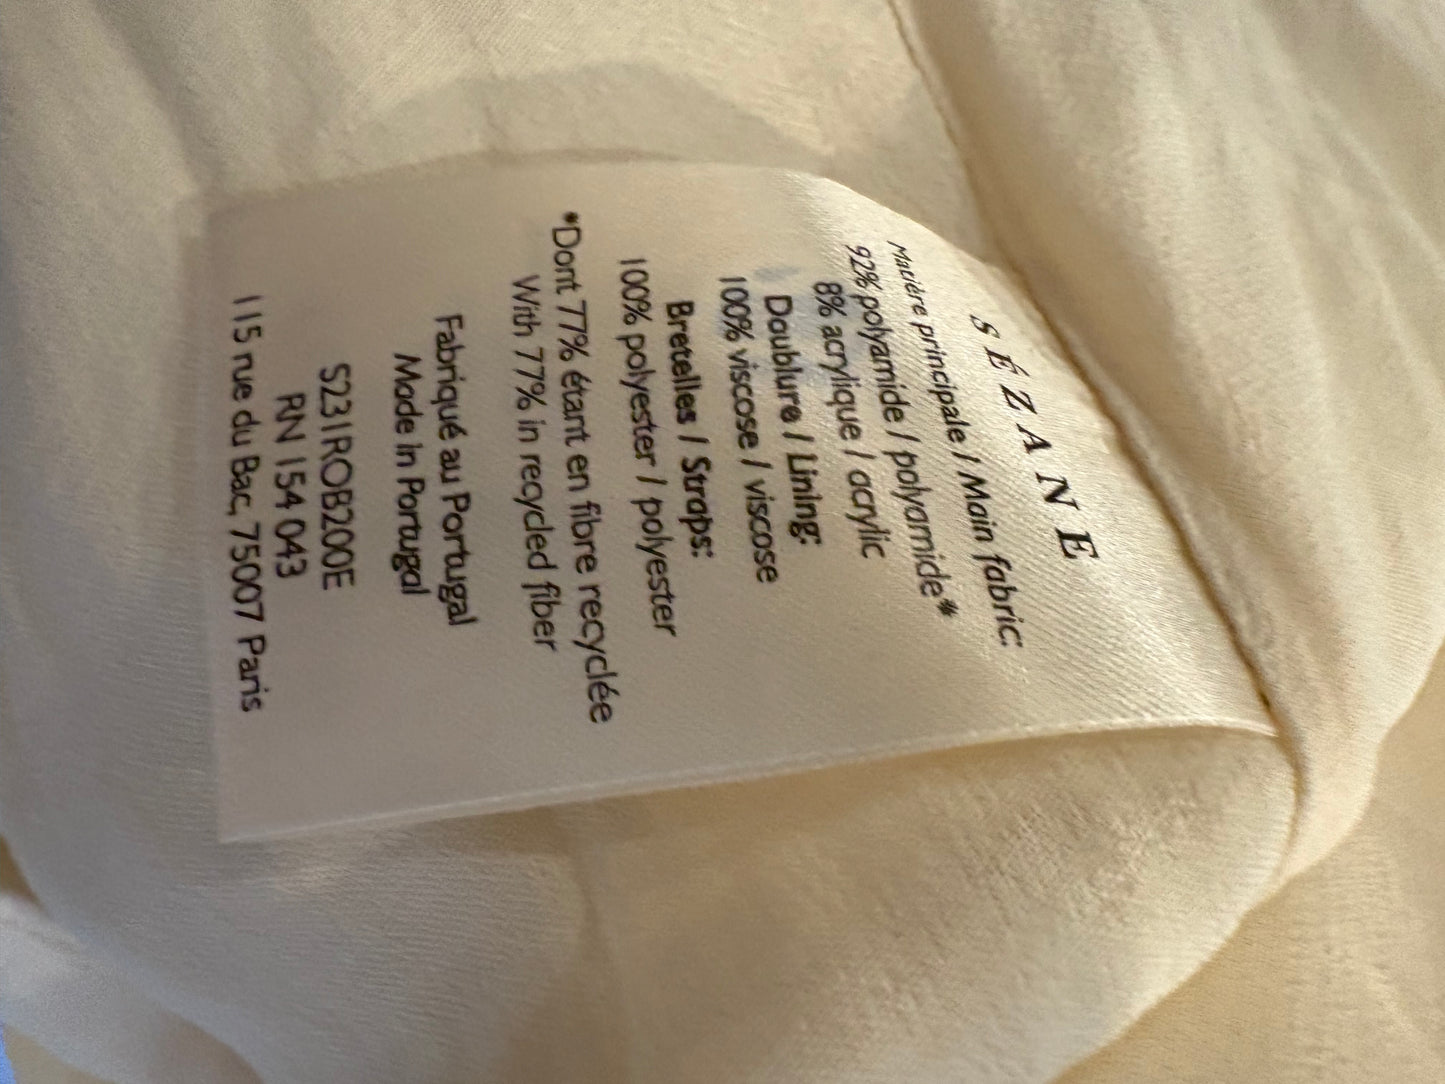 SÉZANE
Matière principale / Main fabric:
92% polyamide / polyamide*
8% acrylique / acrylic
Doublure / Lining:
100% viscose / viscose
Bretelles / Straps:
100% polyester / polyester
*Dont 77% étant en fibre recyclée
With 77% in recycled fiber
Fabriqué au Portugal
Made In Portugal
S231ROB200E
RN 154 043
115 rue du Bac, 75007 Paris